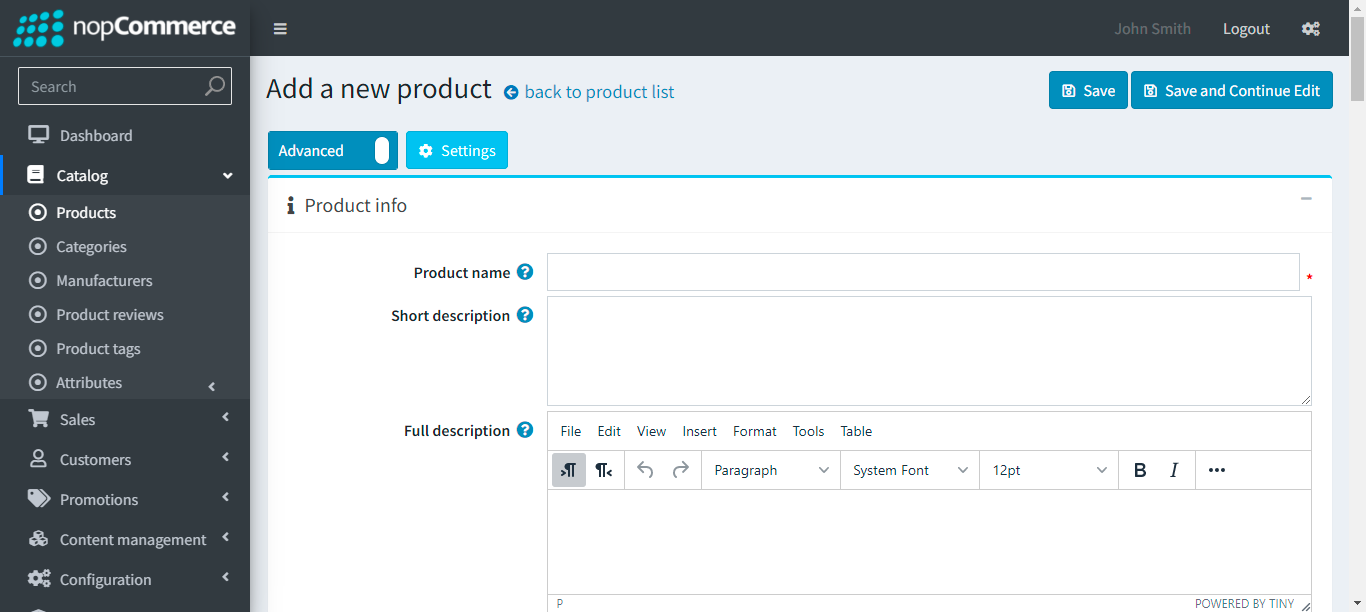 nopCommerce
John Smith
Logout
Search
Add a new product
back to product list
Save
Save and Continue Edit
Dashboard
Advanced
Settings
Catalog
Product info
Products
Categories
Manufacturers
Product reviews
Product tags
Attributes
Sales
Customers
Promotions
Content management
Configuration
Product name
*
Short description
Full description
File Edit View Insert Format Tools Table
Paragraph System Font 12pt B I
P
POWERED BY TINY